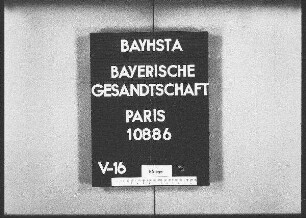 BAYHSTA
BAYERISCHE
GESANDTSCHAFT
PARIS
10886
V-16